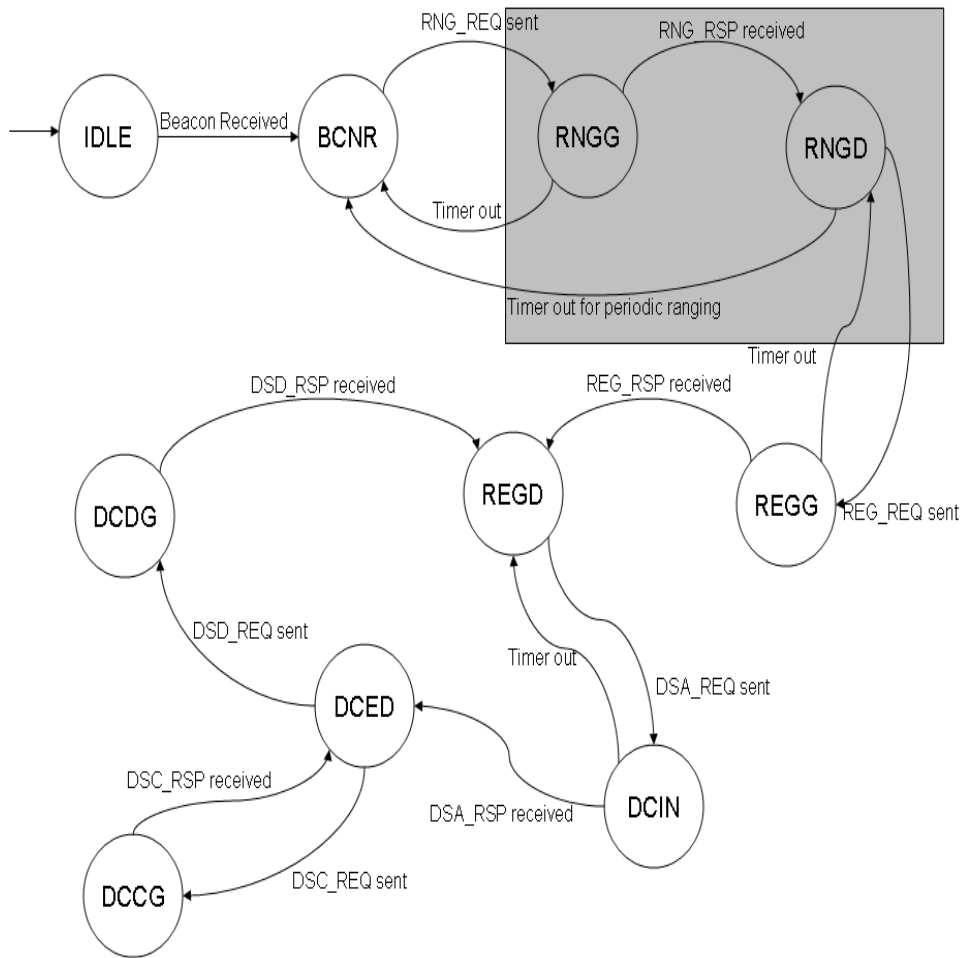 RNG_REQ sent
RNG_RSP received
IDLE
Beacon Received
BCNR
RNGG
RNGD
Timer out
Timer out for periodic ranging
Timer out
DSD_RSP received
REG_RSP received
DCDG
REGD
REGG
REG_REQ sent
DSD_REQ sent
Timer out
DSA_REQ sent
DCED
DSC_RSP received
DSA_RSP received
DCIN
DCCG
DSC_REQ sent